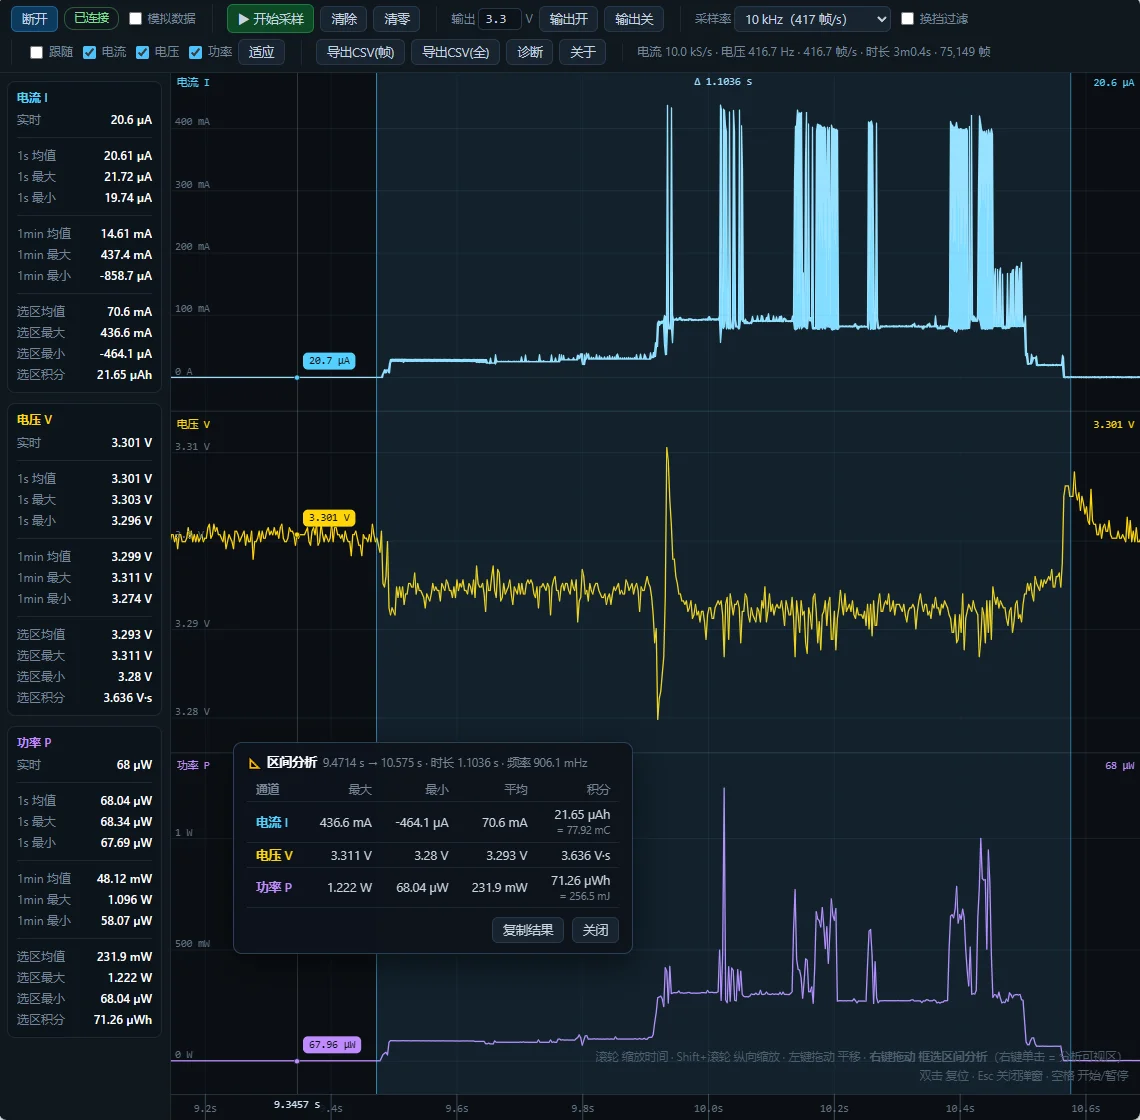 断开 已连接 模拟数据 ▶ 开始采样 清除 清零 输出 3.3 V 输出开 输出关 采样率 10 kHz（417 帧/s） 换挡过滤
跟随 电流 电压 功率 适应 导出CSV(帧) 导出CSV(全) 诊断 关于 电流 10.0 kS/s · 电压 416.7 Hz · 416.7 帧/s · 时长 3m0.4s · 75,149 帧
电流 I
实时 20.6 µA
1s 均值 20.61 µA
1s 最大 21.72 µA
1s 最小 19.74 µA
1min 均值 14.61 mA
1min 最大 437.4 mA
1min 最小 -858.7 µA
选区均值 70.6 mA
选区最大 436.6 mA
选区最小 -464.1 µA
选区积分 21.65 µAh
电压 V
实时 3.301 V
1s 均值 3.301 V
1s 最大 3.303 V
1s 最小 3.296 V
1min 均值 3.299 V
1min 最大 3.311 V
1min 最小 3.274 V
选区均值 3.293 V
选区最大 3.311 V
选区最小 3.28 V
选区积分 3.636 V·s
功率 P
实时 68 µW
1s 均值 68.04 µW
1s 最大 68.34 µW
1s 最小 67.69 µW
1min 均值 48.12 mW
1min 最大 1.096 W
1min 最小 58.07 µW
选区均值 231.9 mW
选区最大 1.222 W
选区最小 68.04 µW
选区积分 71.26 µWh
电流 I Δ 1.1036 s 20.6 µA
400 mA
300 mA
200 mA
100 mA
20.7 µA
0 A
电压 V 3.301 V
3.31 V
3.301 V
3.29 V
3.28 V
功率 P 68 µW
1 W
500 mW
67.96 µW
0 W
区间分析 9.4714 s → 10.575 s · 时长 1.1036 s · 频率 906.1 mHz
通道 最大 最小 平均 积分
电流 I 436.6 mA -464.1 µA 70.6 mA 21.65 µAh
= 77.92 mC
电压 V 3.311 V 3.28 V 3.293 V 3.636 V·s
功率 P 1.222 W 68.04 µW 231.9 mW 71.26 µWh
= 256.5 mJ
复制结果 关闭
滚轮 缩放时间 · Shift+滚轮 纵向缩放 · 左键拖动 平移 · 右键拖动 框选区间分析（右键单击 = 分析可视区）
双击 复位 · Esc 关闭弹窗 · 空格 开始/暂停
9.2s 9.3457 s .4s 9.6s 9.8s 10.0s 10.2s 10.4s 10.6s